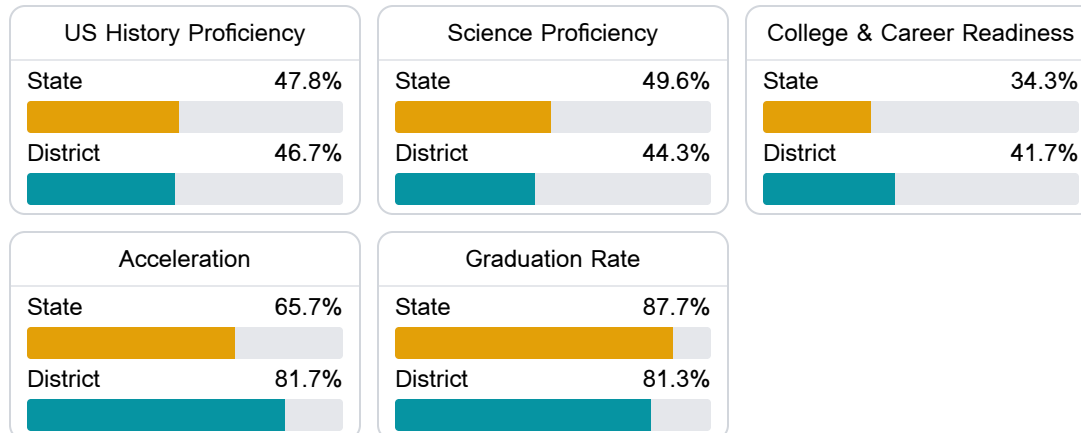 US History Proficiency
State 47.8%
District 46.7%
Science Proficiency
State 49.6%
District 44.3%
College & Career Readiness
State 34.3%
District 41.7%
Acceleration
State 65.7%
District 81.7%
Graduation Rate
State 87.7%
District 81.3%